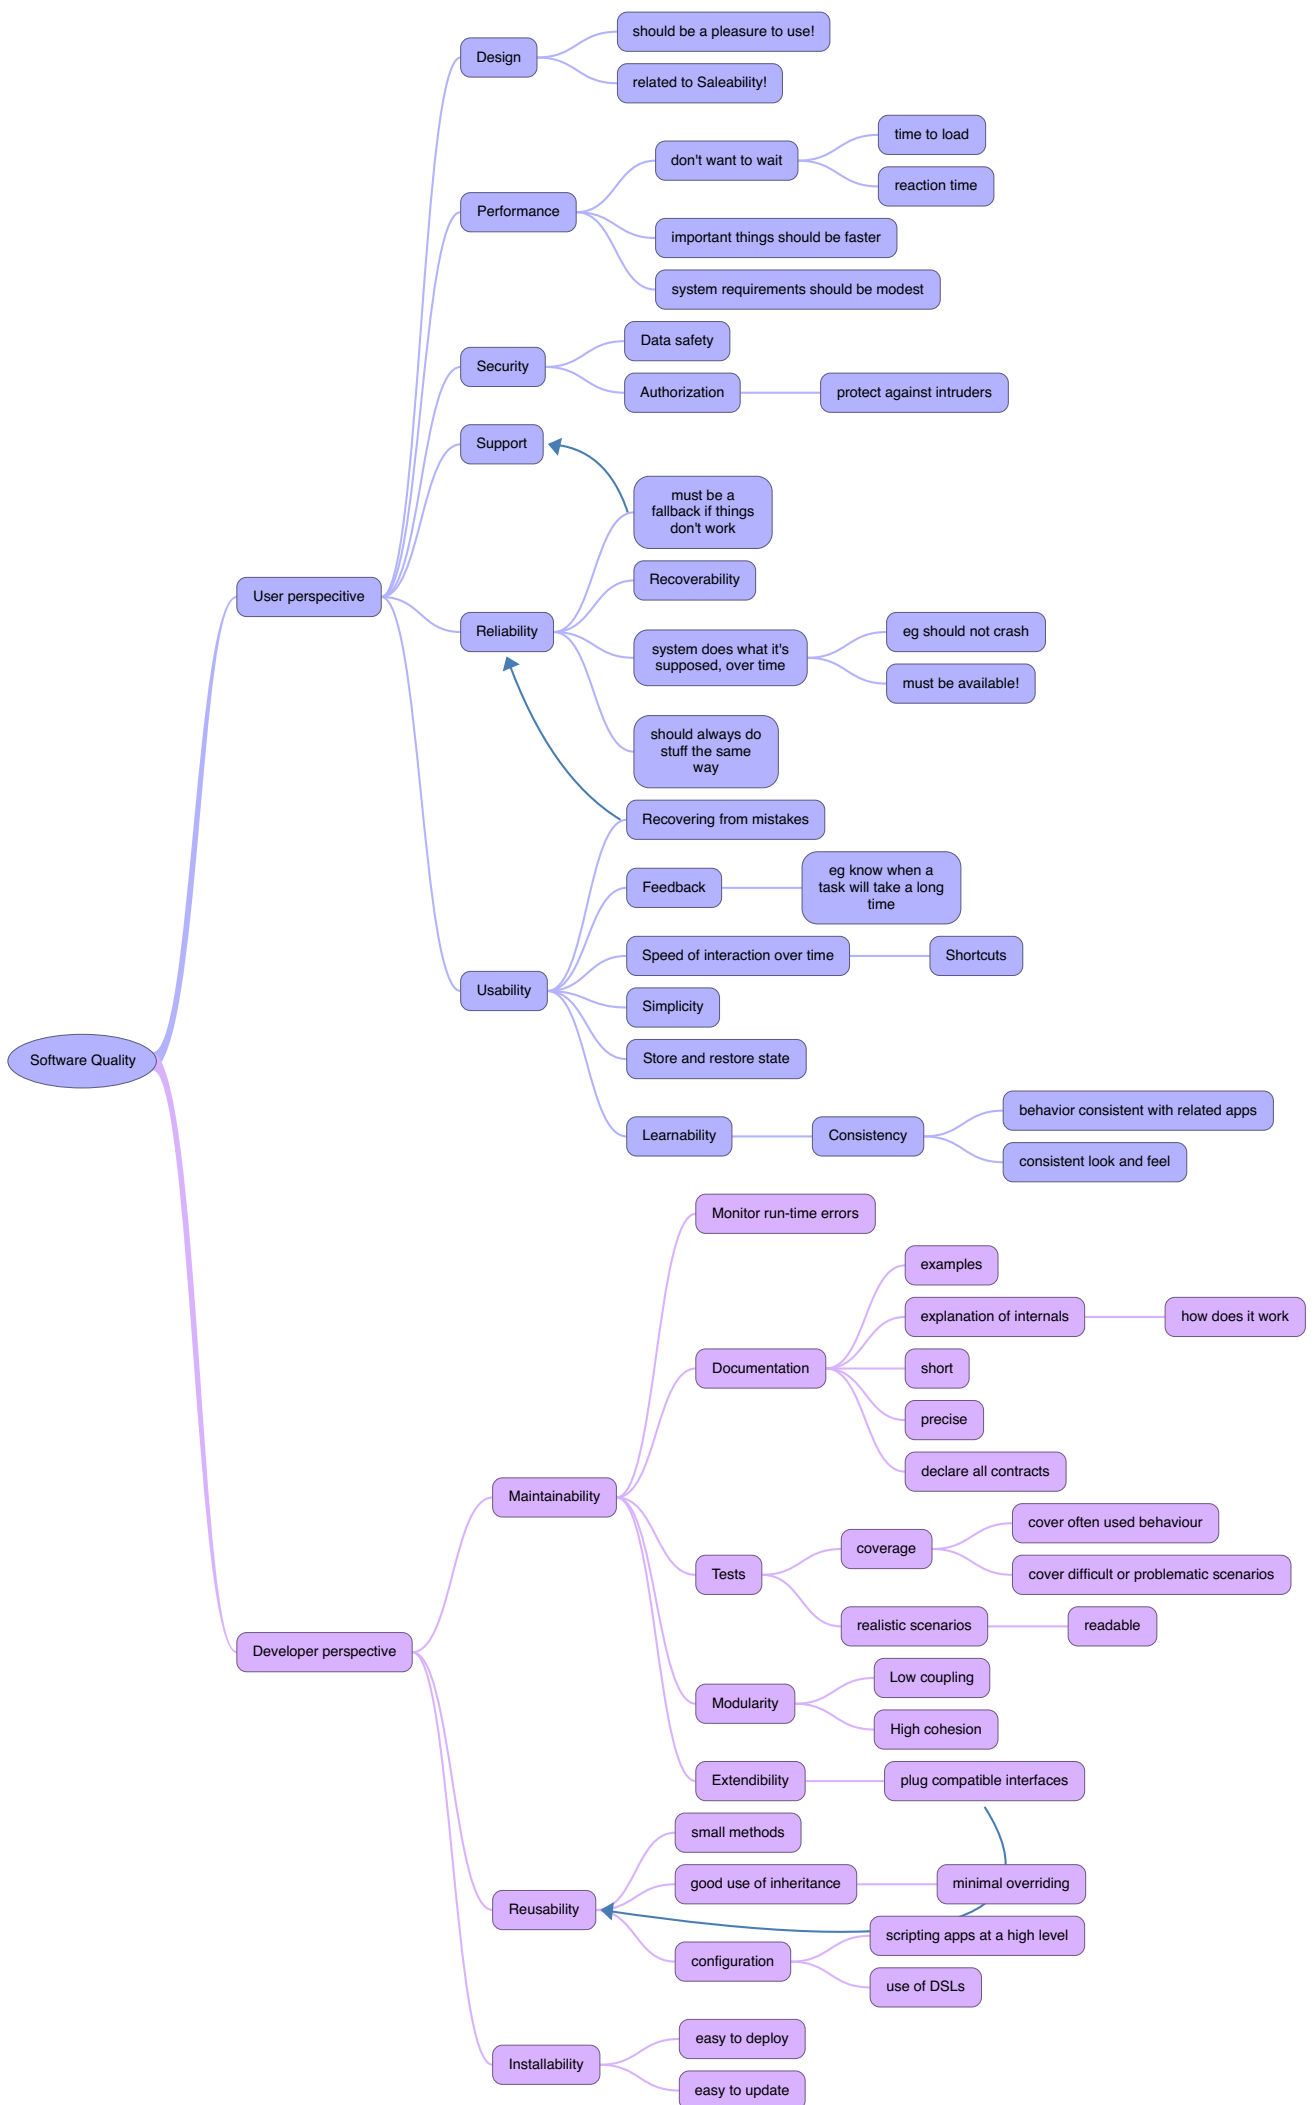 should be a pleasure to use!
Design
related to Saleability!
time to load
don't want to wait
reaction time
Performance
important things should be faster
system requirements should be modest
Data safety
Security
Authorization
protect against intruders
Support
must be a
fallback if things
don't work
Recoverability
User perspecitive
Reliability
eg should not crash
system does what it's
supposed, over time
must be available!
should always do
stuff the same
way
Recovering from mistakes
Feedback
eg know when a
task will take a long
time
Speed of interaction over time
Shortcuts
Usability
Simplicity
Store and restore state
Software Quality
behavior consistent with related apps
Learnability
Consistency
consistent look and feel
Monitor run-time errors
examples
explanation of internals
how does it work
Documentation
short
precise
declare all contracts
Maintainability
cover often used behaviour
coverage
Tests
cover difficult or problematic scenarios
realistic scenarios
readable
Developer perspective
Low coupling
Modularity
High cohesion
Extendibility
plug compatible interfaces
small methods
good use of inheritance
minimal overriding
Reusability
scripting apps at a high level
configuration
use of DSLs
easy to deploy
Installability
easy to update